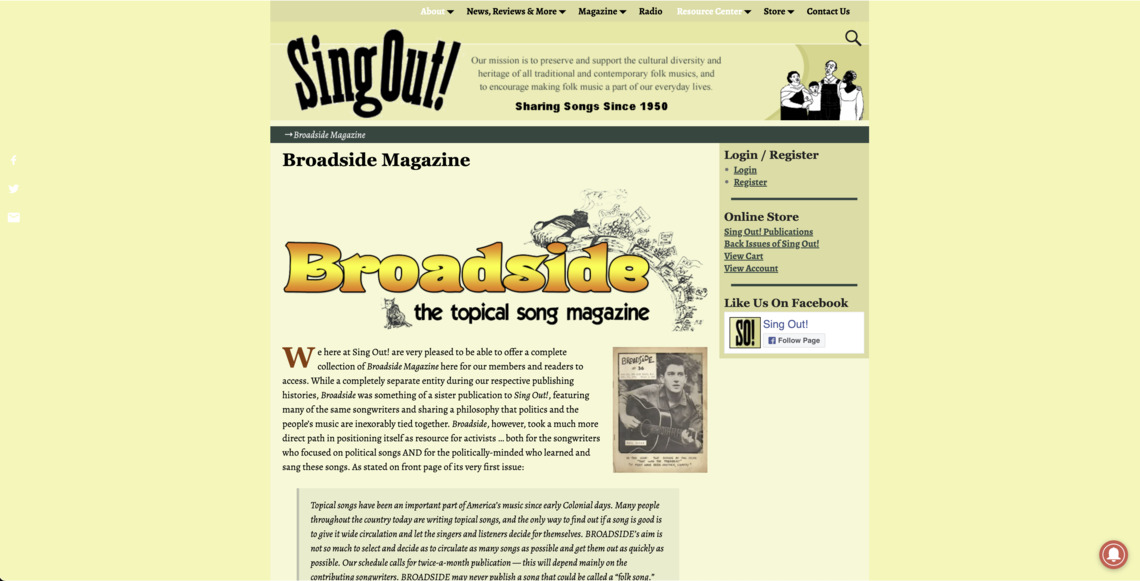 About News, Reviews & More Magazine Radio Resource Center Store Contact Us
Sing Out!
Our mission is to preserve and support the cultural diversity and
heritage of all traditional and contemporary folk musics, and
to encourage making folk music a part of our everyday lives.
Sharing Songs Since 1950
→Broadside Magazine
Broadside Magazine
Broadside
the topical song magazine
We here at Sing Out! are very pleased to be able to offer a complete
collection of Broadside Magazine here for our members and readers to
access. While a completely separate entity during our respective publishing
histories, Broadside was something of a sister publication to Sing Out!, featuring
many of the same songwriters and sharing a philosophy that politics and the
people's music are inexorably tied together. Broadside, however, took a much more
direct path in positioning itself as resource for activists … both for the songwriters
who focused on political songs AND for the politically-minded who learned and
sang these songs. As stated on front page of its very first issue:
BROADSIDE
# 56
Topical songs have been an important part of America's music since early Colonial days. Many people
throughout the country today are writing topical songs, and the only way to find out if a song is good is
to give it wide circulation and let the singers and listeners decide for themselves. BROADSIDE's aim is
not so much to select and decide as to circulate as many songs as possible and get them out as quickly as
possible. Our schedule calls for twice-a-month publication — this will depend mainly on the
contributing songwriters. BROADSIDE may never publish a song that could be called a "folk song."
Login / Register
Login
Register
Online Store
Sing Out! Publications
Back Issues of Sing Out!
View Cart
View Account
Like Us On Facebook
SO!
Sing Out!
Follow Page